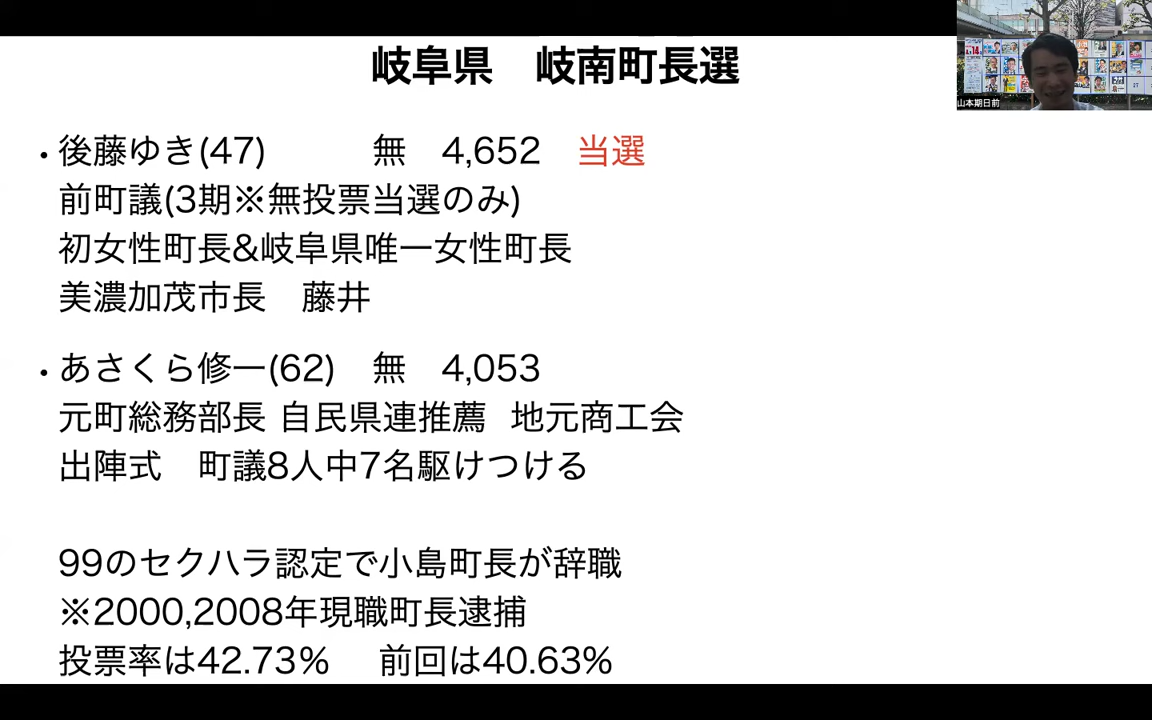 岐阜県　岐南町長選
山本期日前
・後藤ゆき(47)　　　無　4,652　当選
前町議(3期※無投票当選のみ)
初女性町長&岐阜県唯一女性町長
美濃加茂市長　藤井
・あさくら修一(62)　無　4,053
元町総務部長 自民県連推薦 地元商工会
出陣式　町議8人中7名駆けつける
99のセクハラ認定で小島町長が辞職
※2000,2008年現職町長逮捕
投票率は42.73%　前回は40.63%